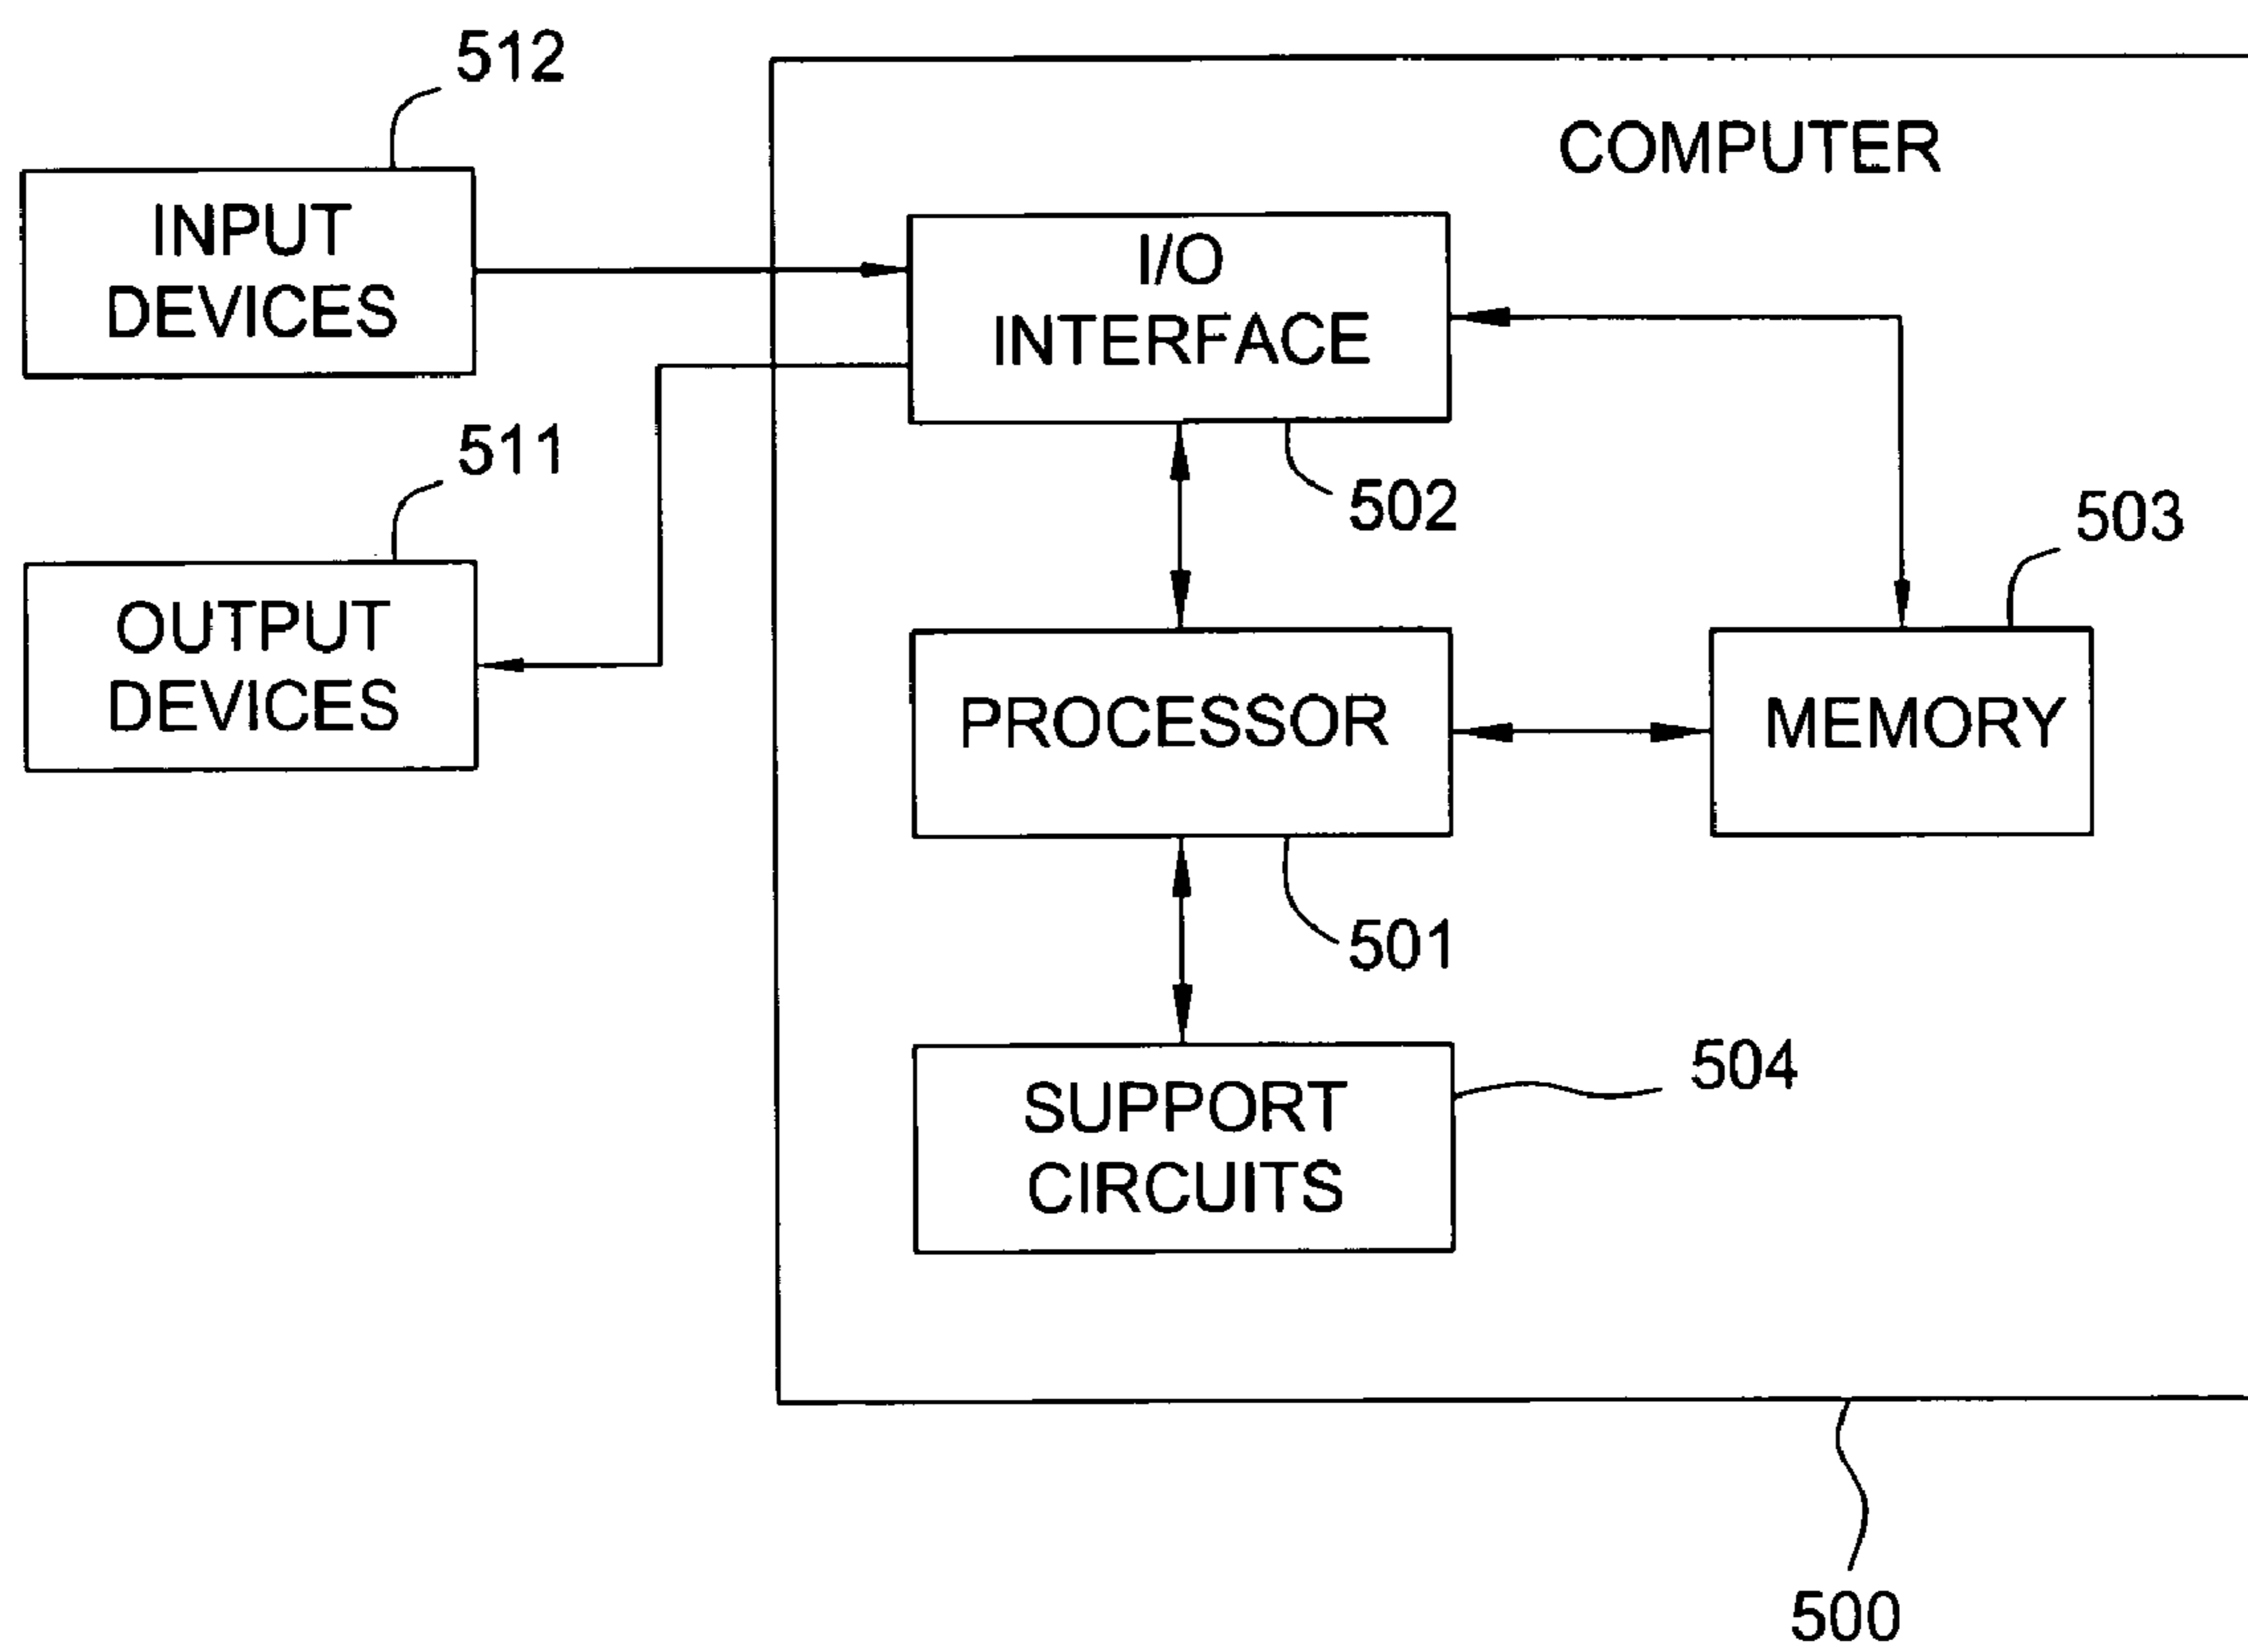 512
COMPUTER
INPUT
DEVICES
I/O
INTERFACE
511
502
503
OUTPUT
DEVICES
PROCESSOR
MEMORY
501
504
SUPPORT
CIRCUITS
500